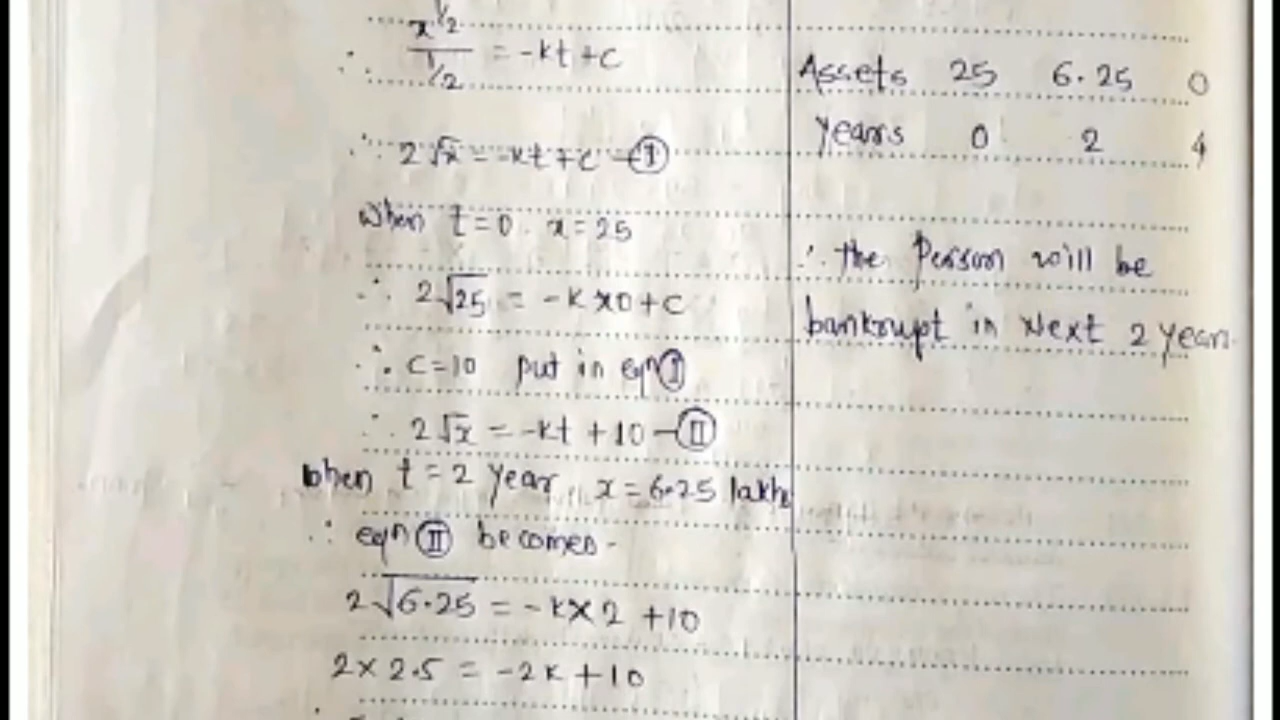 x^1/2 / 1/2 = -kt + c
∴ 2√x = -kt + c — Ⓘ
when t = 0 x = 25
∴ 2√25 = -k×0 + c
∴ c = 10 put in eqn Ⓘ
∴ 2√x = -kt + 10 — Ⓘ̲Ⓘ
when t = 2 year, x = 6.25 lakh
∴ eqn (II) becomes -
2√6.25 = -k×2 + 10
2 × 2.5 = -2k + 10
Assets 25 6.25 0
Years 0 2 4
∴ the Person will be
bankrupt in Next 2 year.